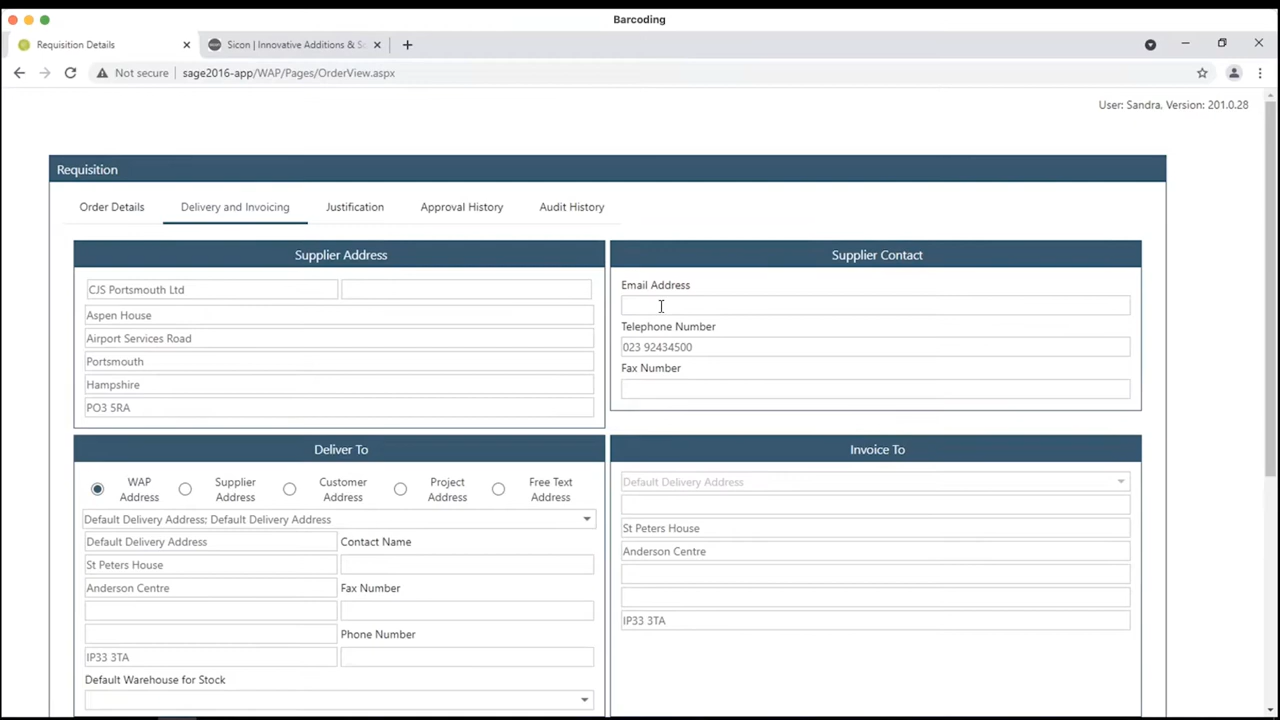 Barcoding
Requisition Details
Sicon | Innovative Additions & S
Not secure
sage2016-app/WAP/Pages/OrderView.aspx
User: Sandra, Version: 201.0.28
Requisition
Order Details
Delivery and Invoicing
Justification
Approval History
Audit History
Supplier Address
CJS Portsmouth Ltd
Aspen House
Airport Services Road
Portsmouth
Hampshire
PO3 5RA
Supplier Contact
Email Address
Telephone Number
023 92434500
Fax Number
Deliver To
WAP Address
Supplier Address
Customer Address
Project Address
Free Text Address
Default Delivery Address: Default Delivery Address
Default Delivery Address
St Peters House
Anderson Centre
IP33 3TA
Contact Name
Fax Number
Phone Number
Default Warehouse for Stock
Invoice To
Default Delivery Address
St Peters House
Anderson Centre
IP33 3TA